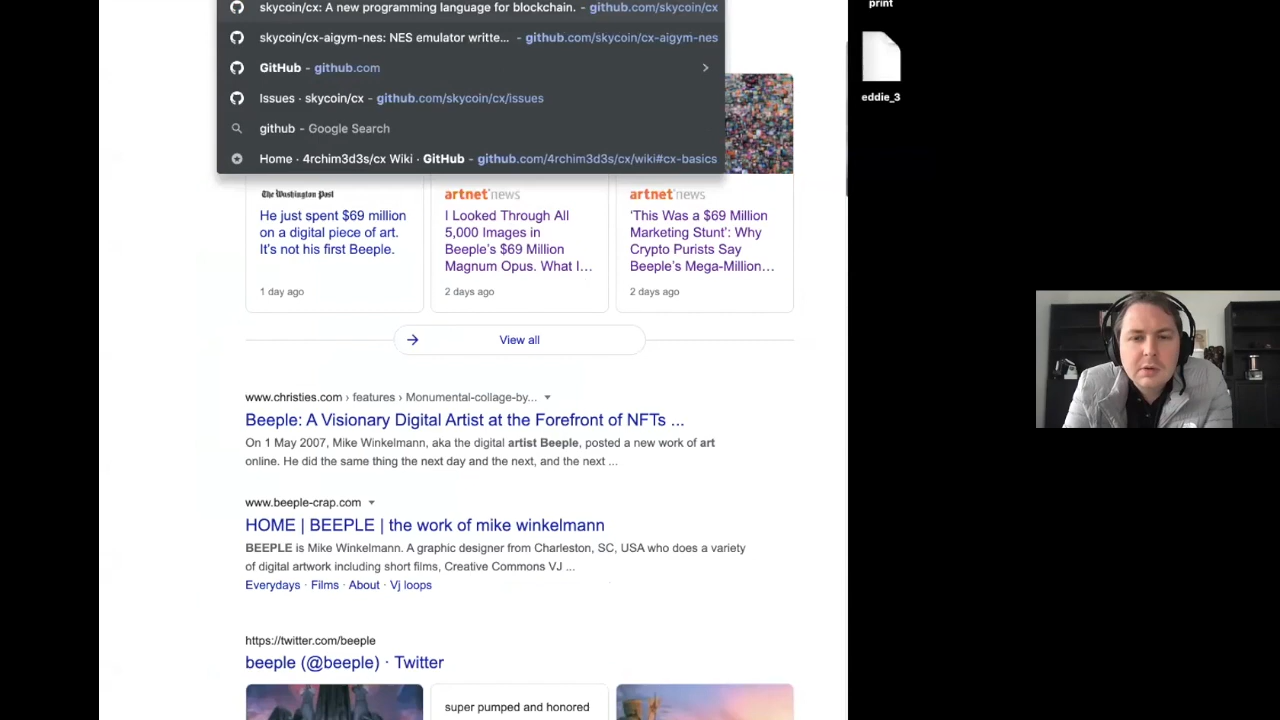 skycoin/cx: A new programming language for blockchain. - github.com/skycoin/cx
print
skycoin/cx-aigym-nes: NES emulator writte... - github.com/skycoin/cx-aigym-nes
GitHub - github.com
Issues · skycoin/cx - github.com/skycoin/cx/issues
eddie_3
github - Google Search
Home · 4rchim3d3s/cx Wiki · GitHub - github.com/4rchim3d3s/cx/wiki#cx-basics
The Washington Post
He just spent $69 million
on a digital piece of art.
It’s not his first Beeple.
1 day ago
artnet news
I Looked Through All
5,000 Images in
Beeple’s $69 Million
Magnum Opus. What I...
2 days ago
artnet news
‘This Was a $69 Million
Marketing Stunt’: Why
Crypto Purists Say
Beeple’s Mega-Million...
2 days ago
View all
www.christies.com › features › Monumental-collage-by...
Beeple: A Visionary Digital Artist at the Forefront of NFTs ...
On 1 May 2007, Mike Winkelmann, aka the digital artist Beeple, posted a new work of art
online. He did the same thing the next day and the next, and the next ...
www.beeple-crap.com
HOME | BEEPLE | the work of mike winkelmann
BEEPLE is Mike Winkelmann. A graphic designer from Charleston, SC, USA who does a variety
of digital artwork including short films, Creative Commons VJ ...
Everydays · Films · About · Vj loops
https://twitter.com/beeple
beeple (@beeple) · Twitter
super pumped and honored